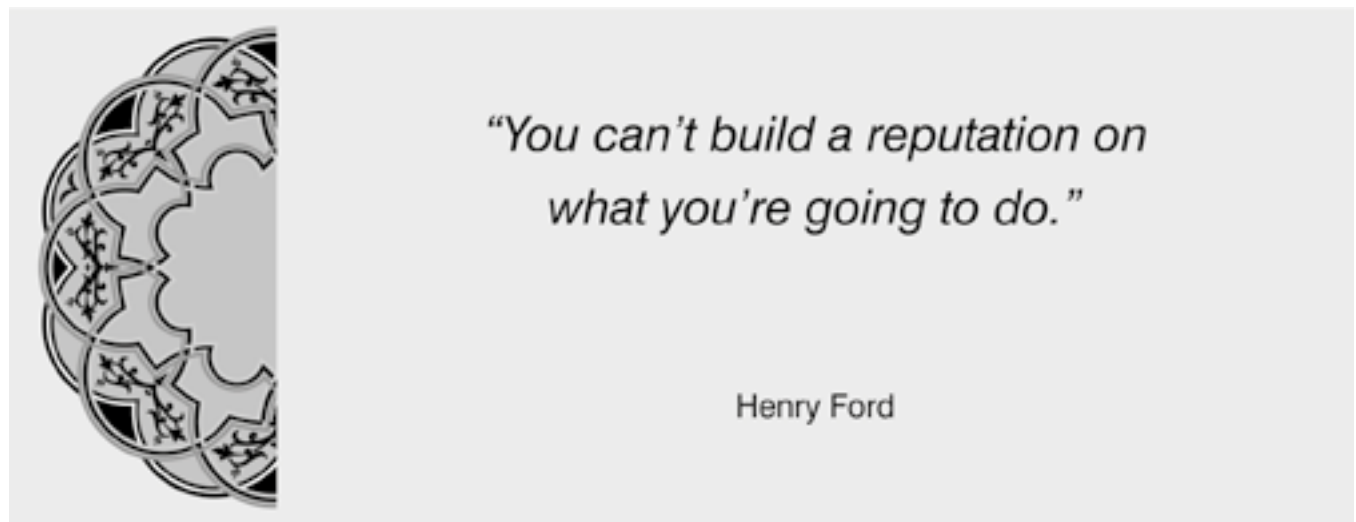 “You can’t build a reputation on
what you’re going to do.”
Henry Ford